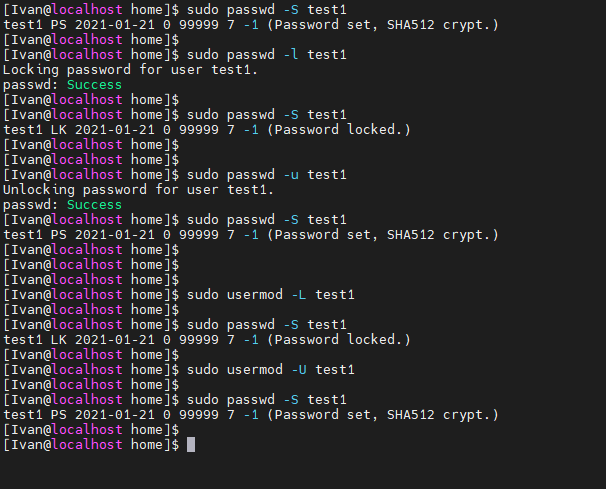 [Ivan@localhost home]$ sudo passwd -S test1
test1 PS 2021-01-21 0 99999 7 -1 (Password set, SHA512 crypt.)
[Ivan@localhost home]$
[Ivan@localhost home]$ sudo passwd -l test1
Locking password for user test1.
passwd: Success
[Ivan@localhost home]$
[Ivan@localhost home]$ sudo passwd -S test1
test1 LK 2021-01-21 0 99999 7 -1 (Password locked.)
[Ivan@localhost home]$
[Ivan@localhost home]$
[Ivan@localhost home]$ sudo passwd -u test1
Unlocking password for user test1.
passwd: Success
[Ivan@localhost home]$ sudo passwd -S test1
test1 PS 2021-01-21 0 99999 7 -1 (Password set, SHA512 crypt.)
[Ivan@localhost home]$
[Ivan@localhost home]$
[Ivan@localhost home]$
[Ivan@localhost home]$ sudo usermod -L test1
[Ivan@localhost home]$
[Ivan@localhost home]$ sudo passwd -S test1
test1 LK 2021-01-21 0 99999 7 -1 (Password locked.)
[Ivan@localhost home]$
[Ivan@localhost home]$ sudo usermod -U test1
[Ivan@localhost home]$
[Ivan@localhost home]$ sudo passwd -S test1
test1 PS 2021-01-21 0 99999 7 -1 (Password set, SHA512 crypt.)
[Ivan@localhost home]$
[Ivan@localhost home]$